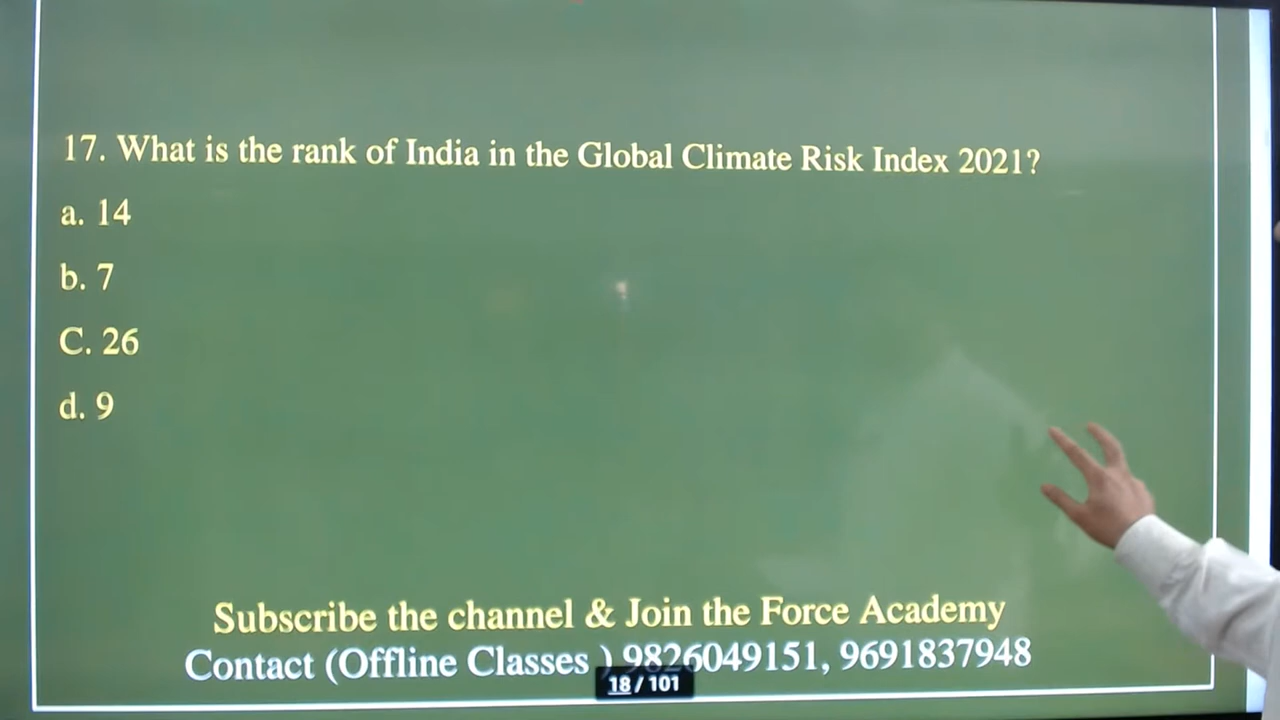 17. What is the rank of India in the Global Climate Risk Index 2021?
a. 14
b. 7
C. 26
d. 9
Subscribe the channel & Join the Force Academy
Contact (Offline Classes ) 9826049151, 9691837948
18 / 101